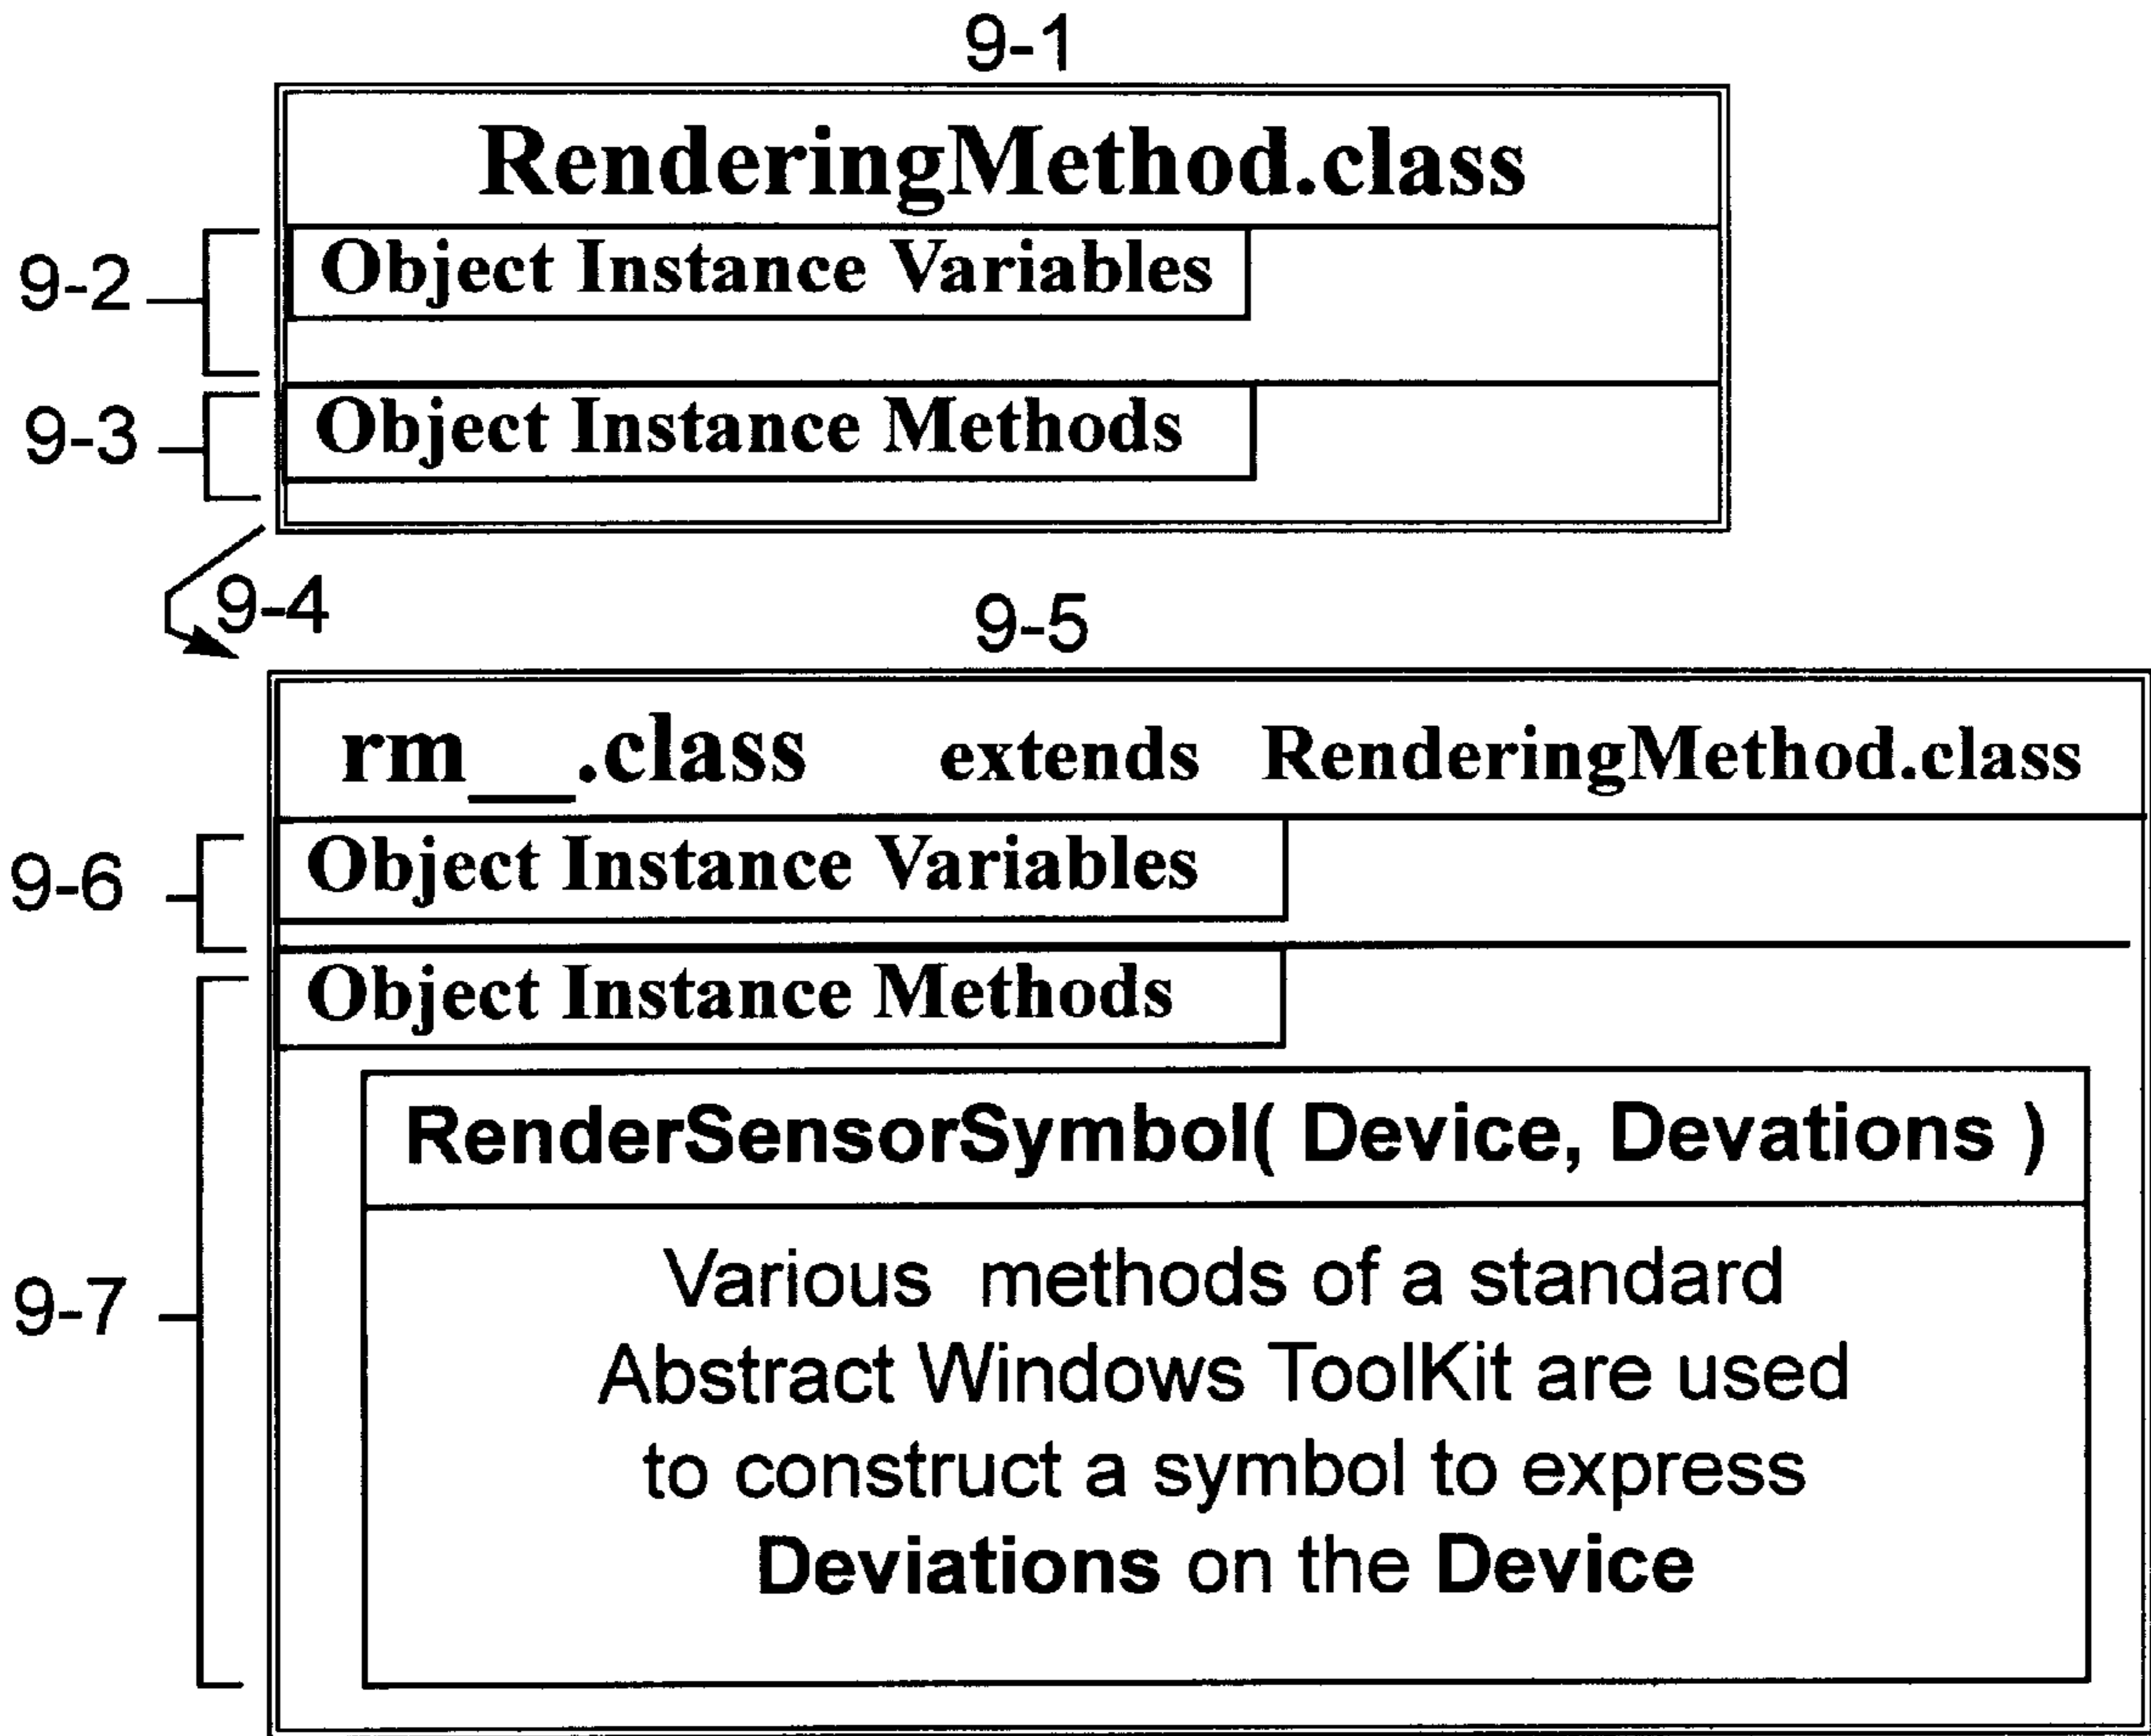 9-1
RenderingMethod.class
9-2
Object Instance Variables
9-3
Object Instance Methods
9-4
9-5
rm__.class extends RenderingMethod.class
9-6
Object Instance Variables
Object Instance Methods
9-7
RenderSensorSymbol( Device, Devations )
Various methods of a standard
Abstract Windows ToolKit are used
to construct a symbol to express
Deviations on the Device